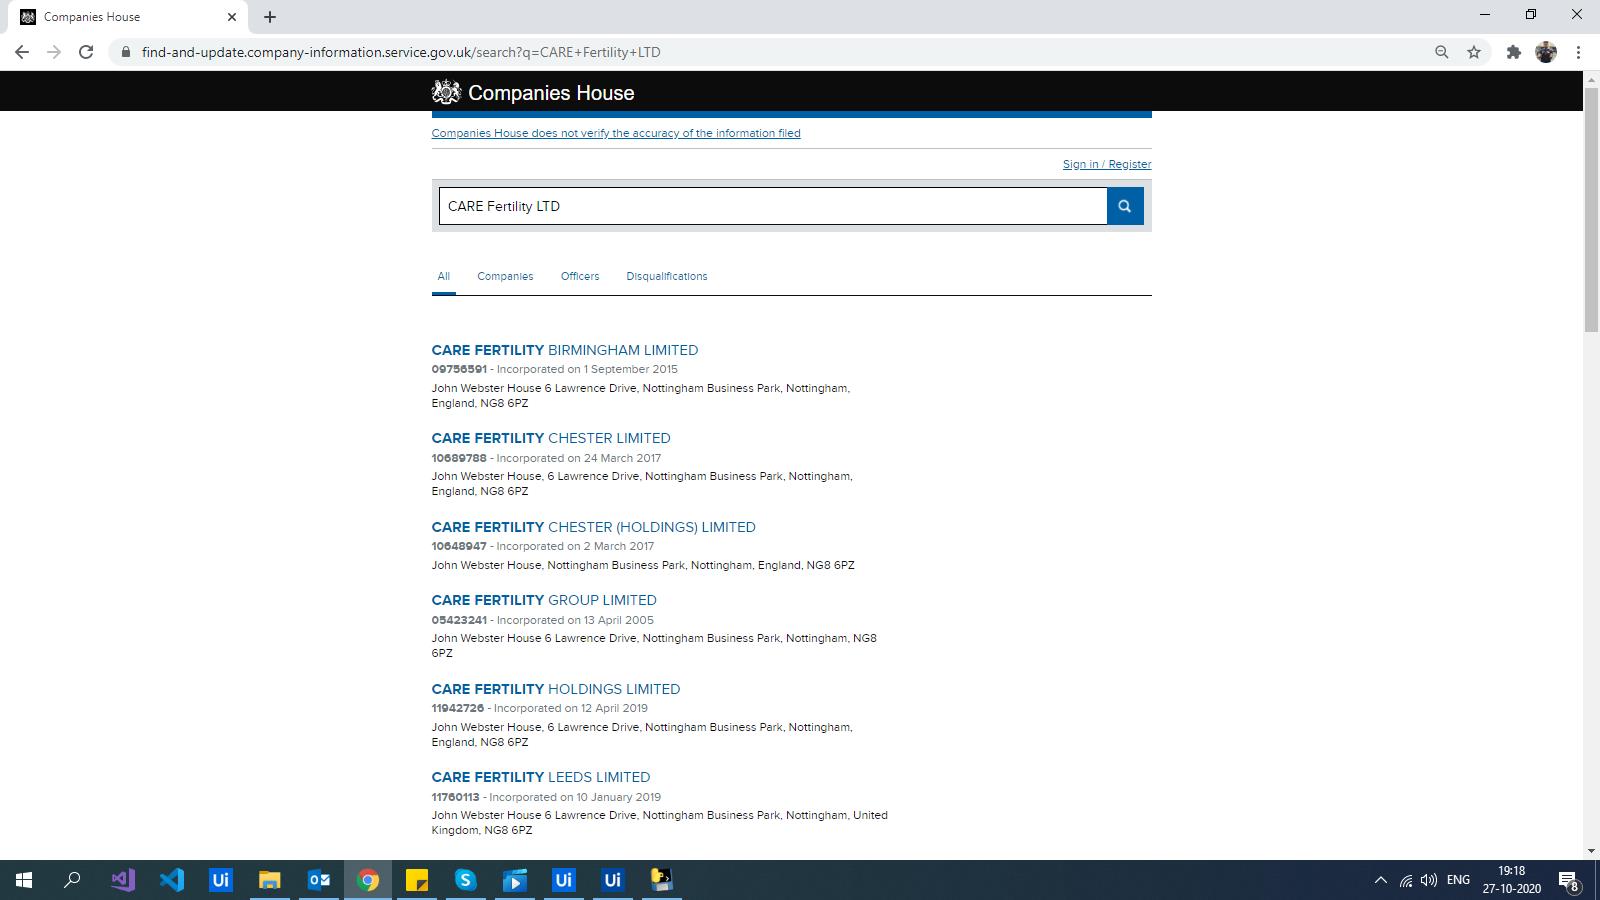 Companies House
find-and-update.company-information.service.gov.uk/search?q=CARE+Fertility+LTD
Companies House
Companies House does not verify the accuracy of the information filed
Sign in / Register
CARE Fertility LTD
All Companies Officers Disqualifications
CARE FERTILITY BIRMINGHAM LIMITED
09756591 - Incorporated on 1 September 2015
John Webster House 6 Lawrence Drive, Nottingham Business Park, Nottingham,
England, NG8 6PZ
CARE FERTILITY CHESTER LIMITED
10689788 - Incorporated on 24 March 2017
John Webster House, 6 Lawrence Drive, Nottingham Business Park, Nottingham,
England, NG8 6PZ
CARE FERTILITY CHESTER (HOLDINGS) LIMITED
10648947 - Incorporated on 2 March 2017
John Webster House, Nottingham Business Park, Nottingham, England, NG8 6PZ
CARE FERTILITY GROUP LIMITED
05423241 - Incorporated on 13 April 2005
John Webster House 6 Lawrence Drive, Nottingham Business Park, Nottingham, NG8
6PZ
CARE FERTILITY HOLDINGS LIMITED
11942726 - Incorporated on 12 April 2019
John Webster House, 6 Lawrence Drive, Nottingham Business Park, Nottingham,
England, NG8 6PZ
CARE FERTILITY LEEDS LIMITED
11760113 - Incorporated on 10 January 2019
John Webster House 6 Lawrence Drive, Nottingham Business Park, Nottingham, United
Kingdom, NG8 6PZ
Ui
Ui
Ui
ENG
19:18
27-10-2020
8